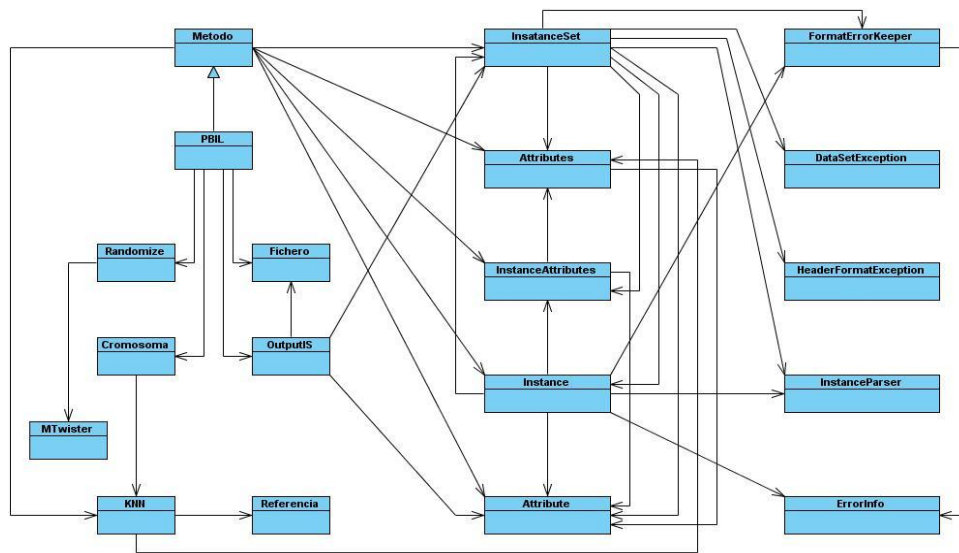 Metodo
InsatanceSet
FormatErrorKeeper
PBIL
Attributes
DataSetException
Randomize
Fichero
InstanceAttributes
HeaderFormatException
Cromosoma
OutputIS
Instance
InstanceParser
MTwister
KNN
Referencia
Attribute
ErrorInfo